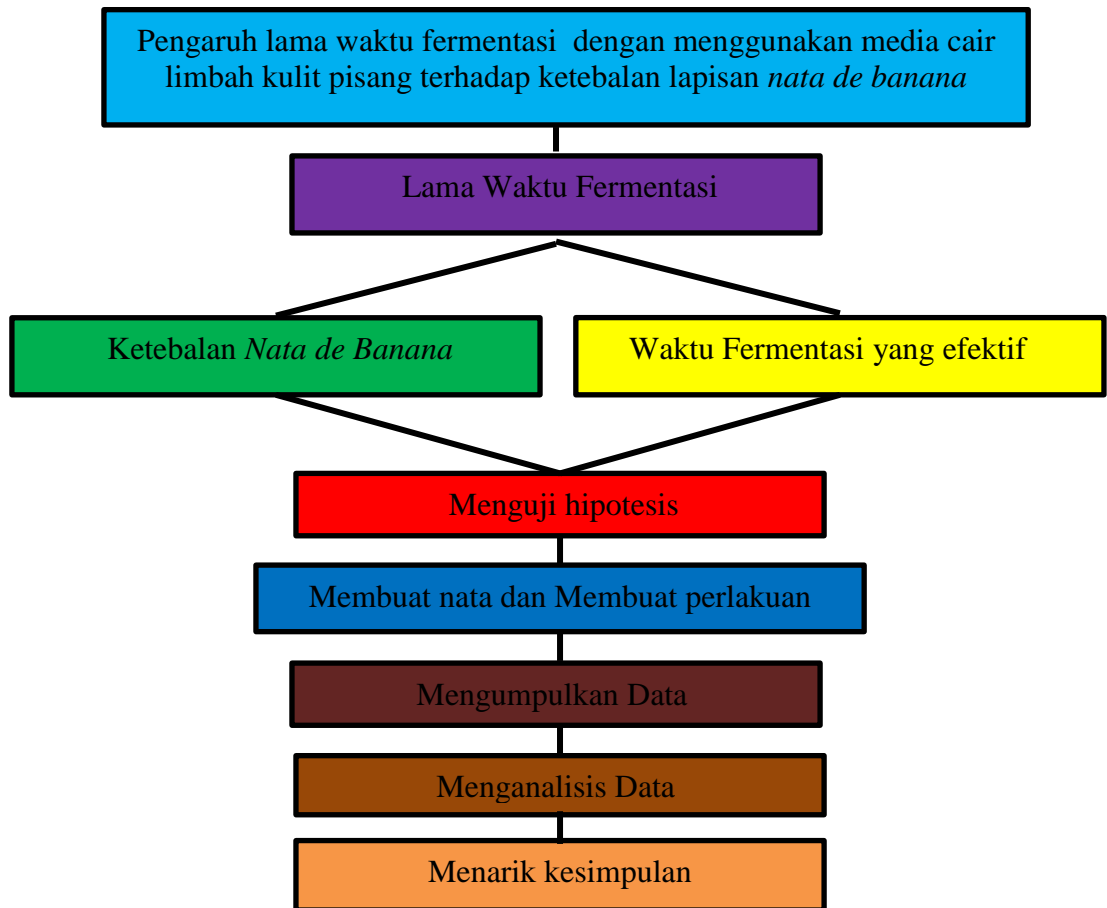 Pengaruh lama waktu fermentasi dengan menggunakan media cair
limbah kulit pisang terhadap ketebalan lapisan nata de banana
Lama Waktu Fermentasi
Ketebalan Nata de Banana
Waktu Fermentasi yang efektif
Menguji hipotesis
Membuat nata dan Membuat perlakuan
Mengumpulkan Data
Menganalisis Data
Menarik kesimpulan